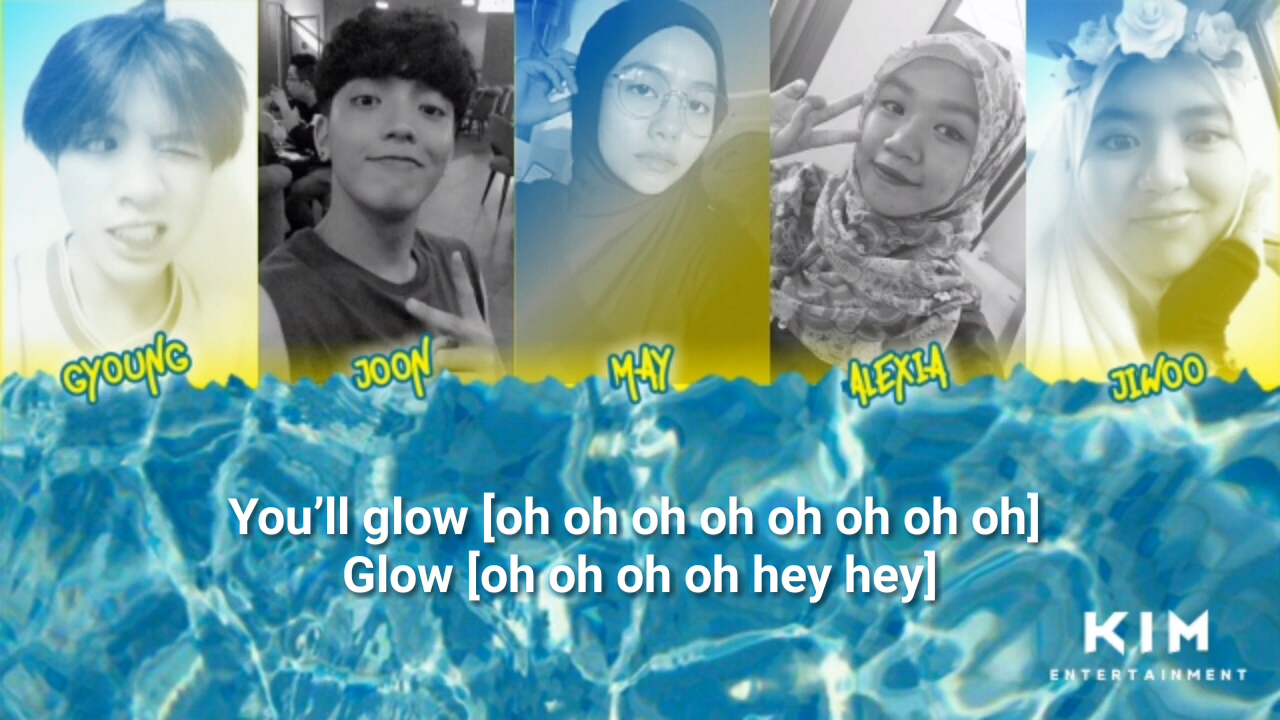 GYOUNG
JOON
MAY
ALEXIA
JIWOO
You’ll glow [oh oh oh oh oh oh oh oh]
Glow [oh oh oh oh hey hey]
KIM
ENTERTAINMENT